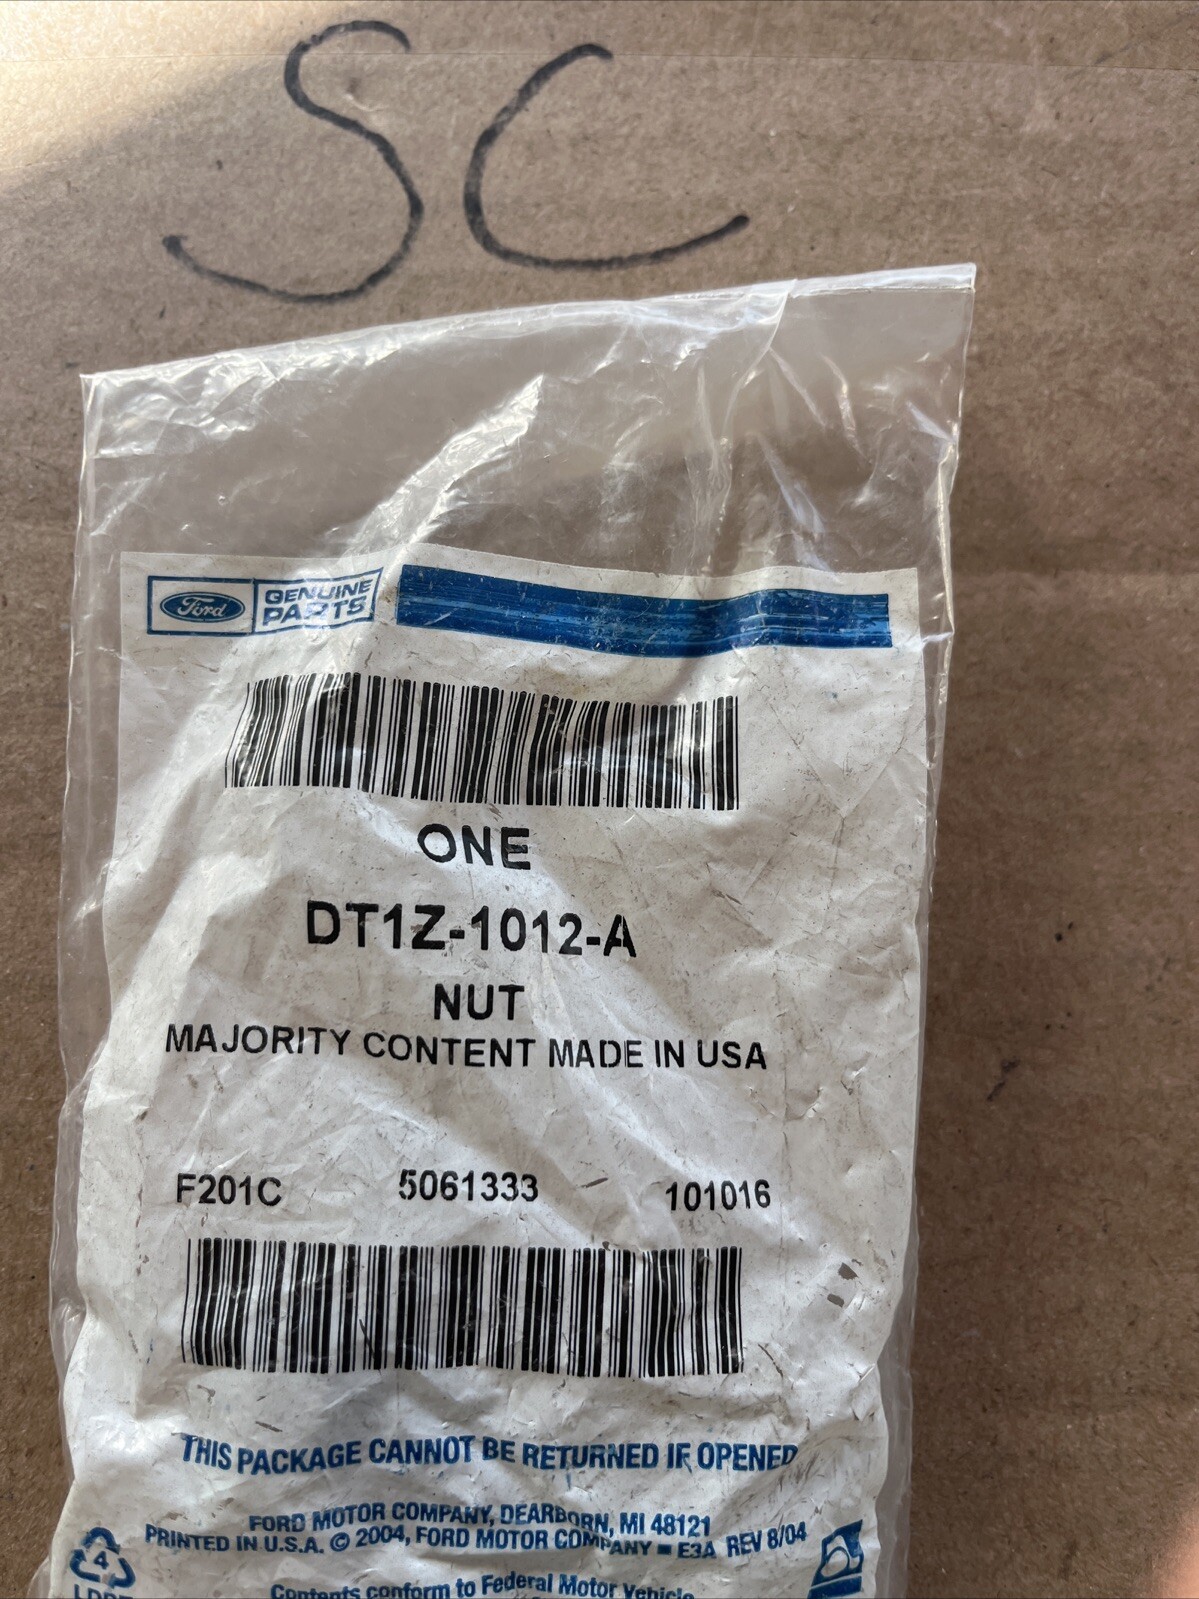 SC
Ford GENUINE
PARTS
ONE
DT1Z-1012-A
NUT
MAJORITY CONTENT MADE IN USA
F201C 5061333 101016
THIS PACKAGE CANNOT BE RETURNED IF OPENED
FORD MOTOR COMPANY, DEARBORN, MI 48121
PRINTED IN U.S.A. © 2004, FORD MOTOR COMPANY ■ E3A REV 8/04
4
LDPE
Contents conform to Federal Motor Vehicle